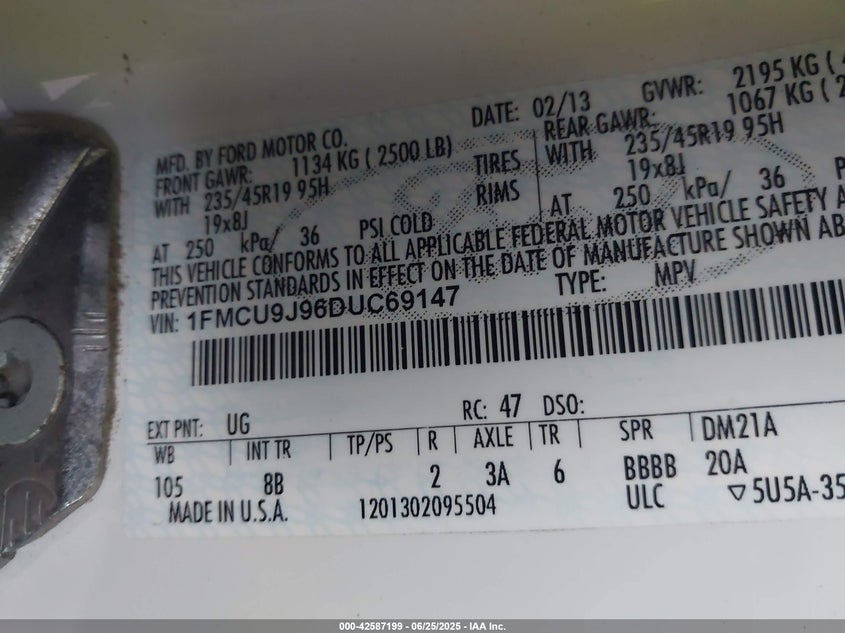 MFD. BY FORD MOTOR CO. DATE: 02/13 GVWR: 2195 KG (
FRONT GAWR: 1134 KG ( 2500 LB) REAR GAWR: 1067 KG ( 2
WITH 235/45R19 95H TIRES WITH 235/45R19 95H
19x8J RIMS 19x8J
AT 250 kPa/ 36 PSI COLD AT 250 kPa/ 36 P
THIS VEHICLE CONFORMS TO ALL APPLICABLE FEDERAL MOTOR VEHICLE SAFETY A
PREVENTION STANDARDS IN EFFECT ON THE DATE OF MANUFACTURE SHOWN AB
VIN: 1FMCU9J96DUC69147 TYPE: MPV
EXT PNT: UG RC: 47 DSO:
WB INT TR TP/PS R AXLE TR SPR DM21A
105 8B 2 3A 6 BBBB 20A
MADE IN U.S.A. 1201302095504 ULC ▽5U5A-35
000-42587199 - 06/25/2025 - IAA Inc.